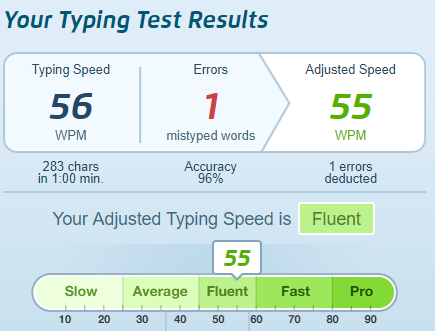 Your Typing Test Results
Typing Speed Errors Adjusted Speed
56 1 55
WPM mistyped words WPM
283 chars Accuracy 1 errors
in 1:00 min. 96% deducted
Your Adjusted Typing Speed is Fluent
55
Slow Average Fluent Fast Pro
10 20 30 40 50 60 70 80 90